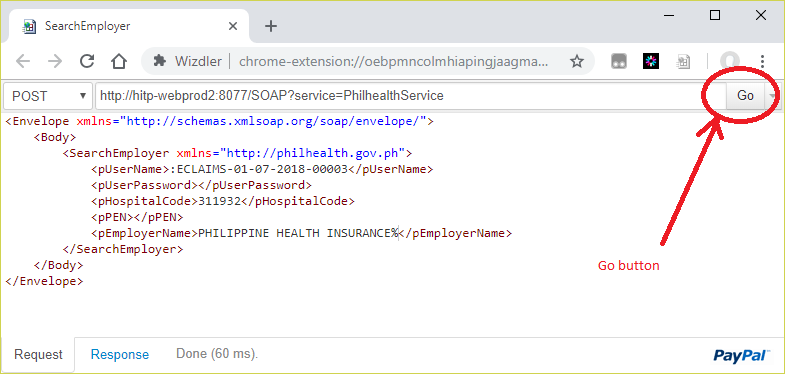 SearchEmployer
Wizdler chrome-extension://oebpmncolmhiapingjaagma...
POST http://hitp-webprod2:8077/SOAP?service=PhilhealthService Go
<Envelope xmlns="http://schemas.xmlsoap.org/soap/envelope/">
<Body>
<SearchEmployer xmlns="http://philhealth.gov.ph">
<pUserName>:ECLAIMS-01-07-2018-00003</pUserName>
<pUserPassword></pUserPassword>
<pHospitalCode>311932</pHospitalCode>
<pPEN></pPEN>
<pEmployerName>PHILIPPINE HEALTH INSURANCE%</pEmployerName>
</SearchEmployer>
</Body>
</Envelope>
Go button
Request Response Done (60 ms). PayPal